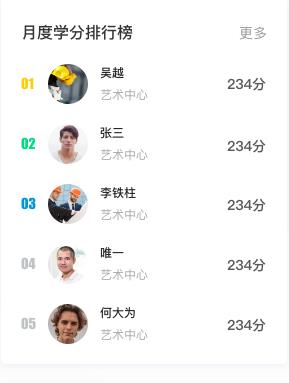 月度学分排行榜 更多
01 吴越 234分
艺术中心
02 张三 234分
艺术中心
03 李铁柱 234分
艺术中心
04 唯一 234分
艺术中心
05 何大为 234分
艺术中心